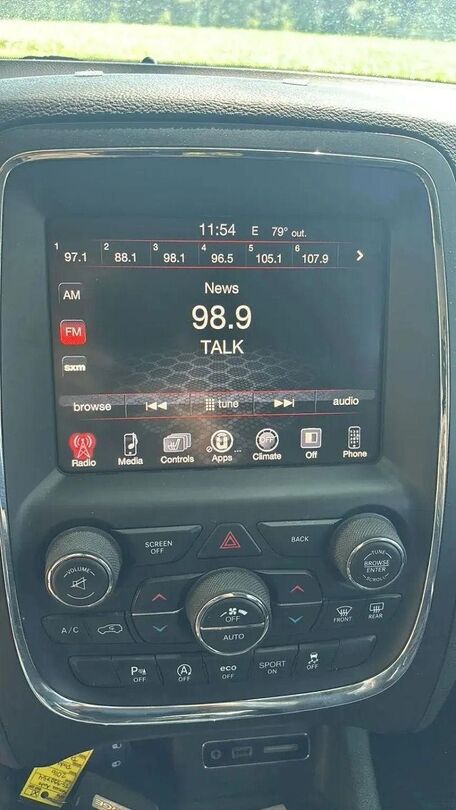 11:54 E 79° out.
1 2 3 4 5 6
97.1 88.1 98.1 96.5 105.1 107.9
AM
News
98.9
FM
TALK
sxm
browse tune audio
Radio Media Controls Apps ... Climate Off Phone
OFF
SCREEN OFF
BACK
VOLUME
TUNE
BROWSE
ENTER
SCROLL
OFF
AUTO
A/C
FRONT REAR
P OFF
A OFF
eco OFF
SPORT ON
OFF